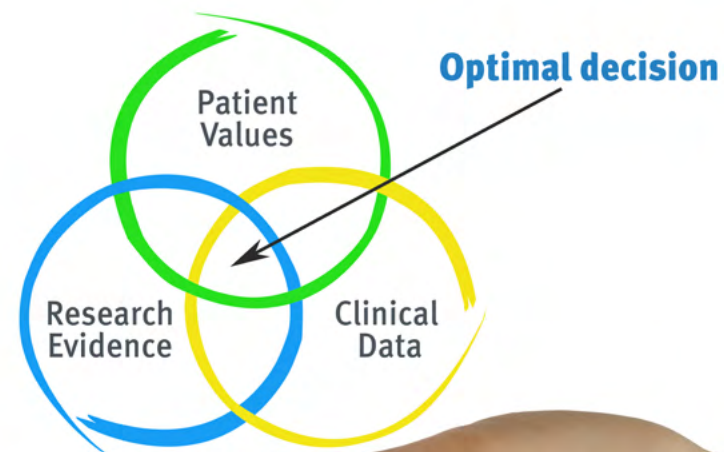 Optimal decision
Patient
Values
Research
Evidence
Clinical
Data